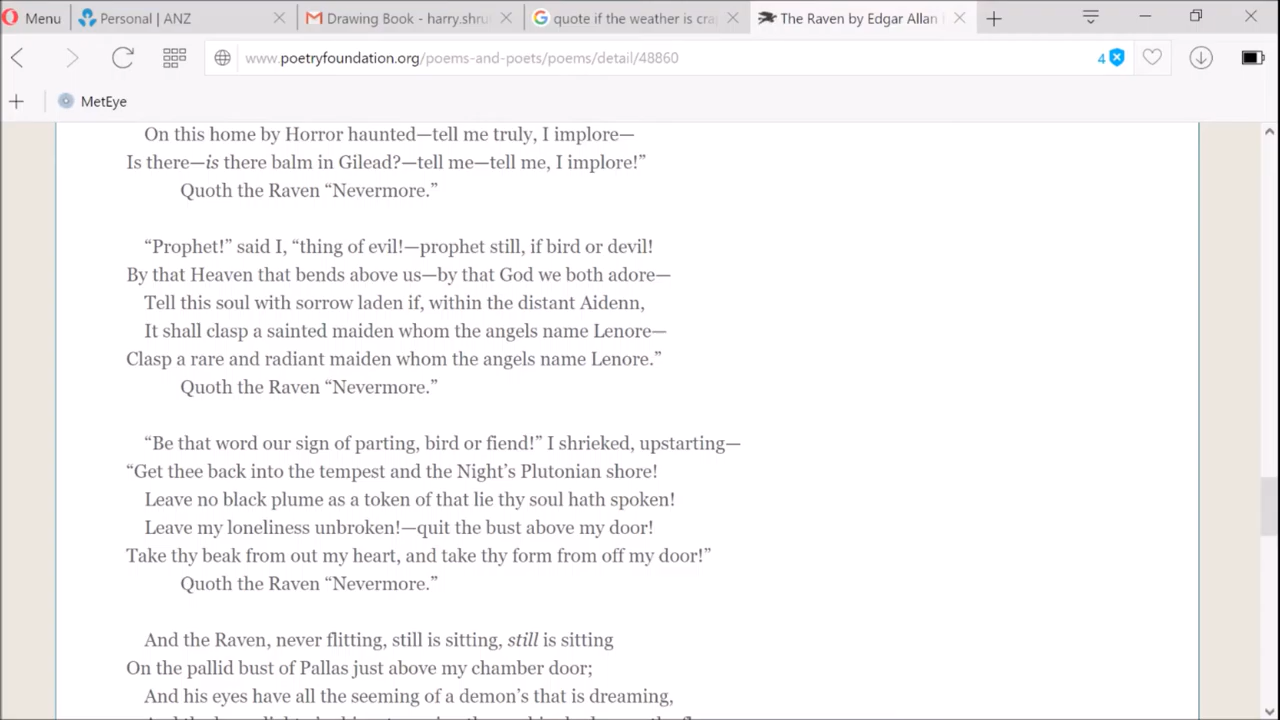 Menu
Personal | ANZ
Drawing Book - harry.shru
quote if the weather is cra
The Raven by Edgar Allan
www.poetryfoundation.org/poems-and-poets/poems/detail/48860
4
MetEye
On this home by Horror haunted—tell me truly, I implore—
Is there—is there balm in Gilead?—tell me—tell me, I implore!”
Quoth the Raven “Nevermore.”
“Prophet!” said I, “thing of evil!—prophet still, if bird or devil!
By that Heaven that bends above us—by that God we both adore—
Tell this soul with sorrow laden if, within the distant Aidenn,
It shall clasp a sainted maiden whom the angels name Lenore—
Clasp a rare and radiant maiden whom the angels name Lenore.”
Quoth the Raven “Nevermore.”
“Be that word our sign of parting, bird or fiend!” I shrieked, upstarting—
“Get thee back into the tempest and the Night’s Plutonian shore!
Leave no black plume as a token of that lie thy soul hath spoken!
Leave my loneliness unbroken!—quit the bust above my door!
Take thy beak from out my heart, and take thy form from off my door!”
Quoth the Raven “Nevermore.”
And the Raven, never flitting, still is sitting, still is sitting
On the pallid bust of Pallas just above my chamber door;
And his eyes have all the seeming of a demon’s that is dreaming,